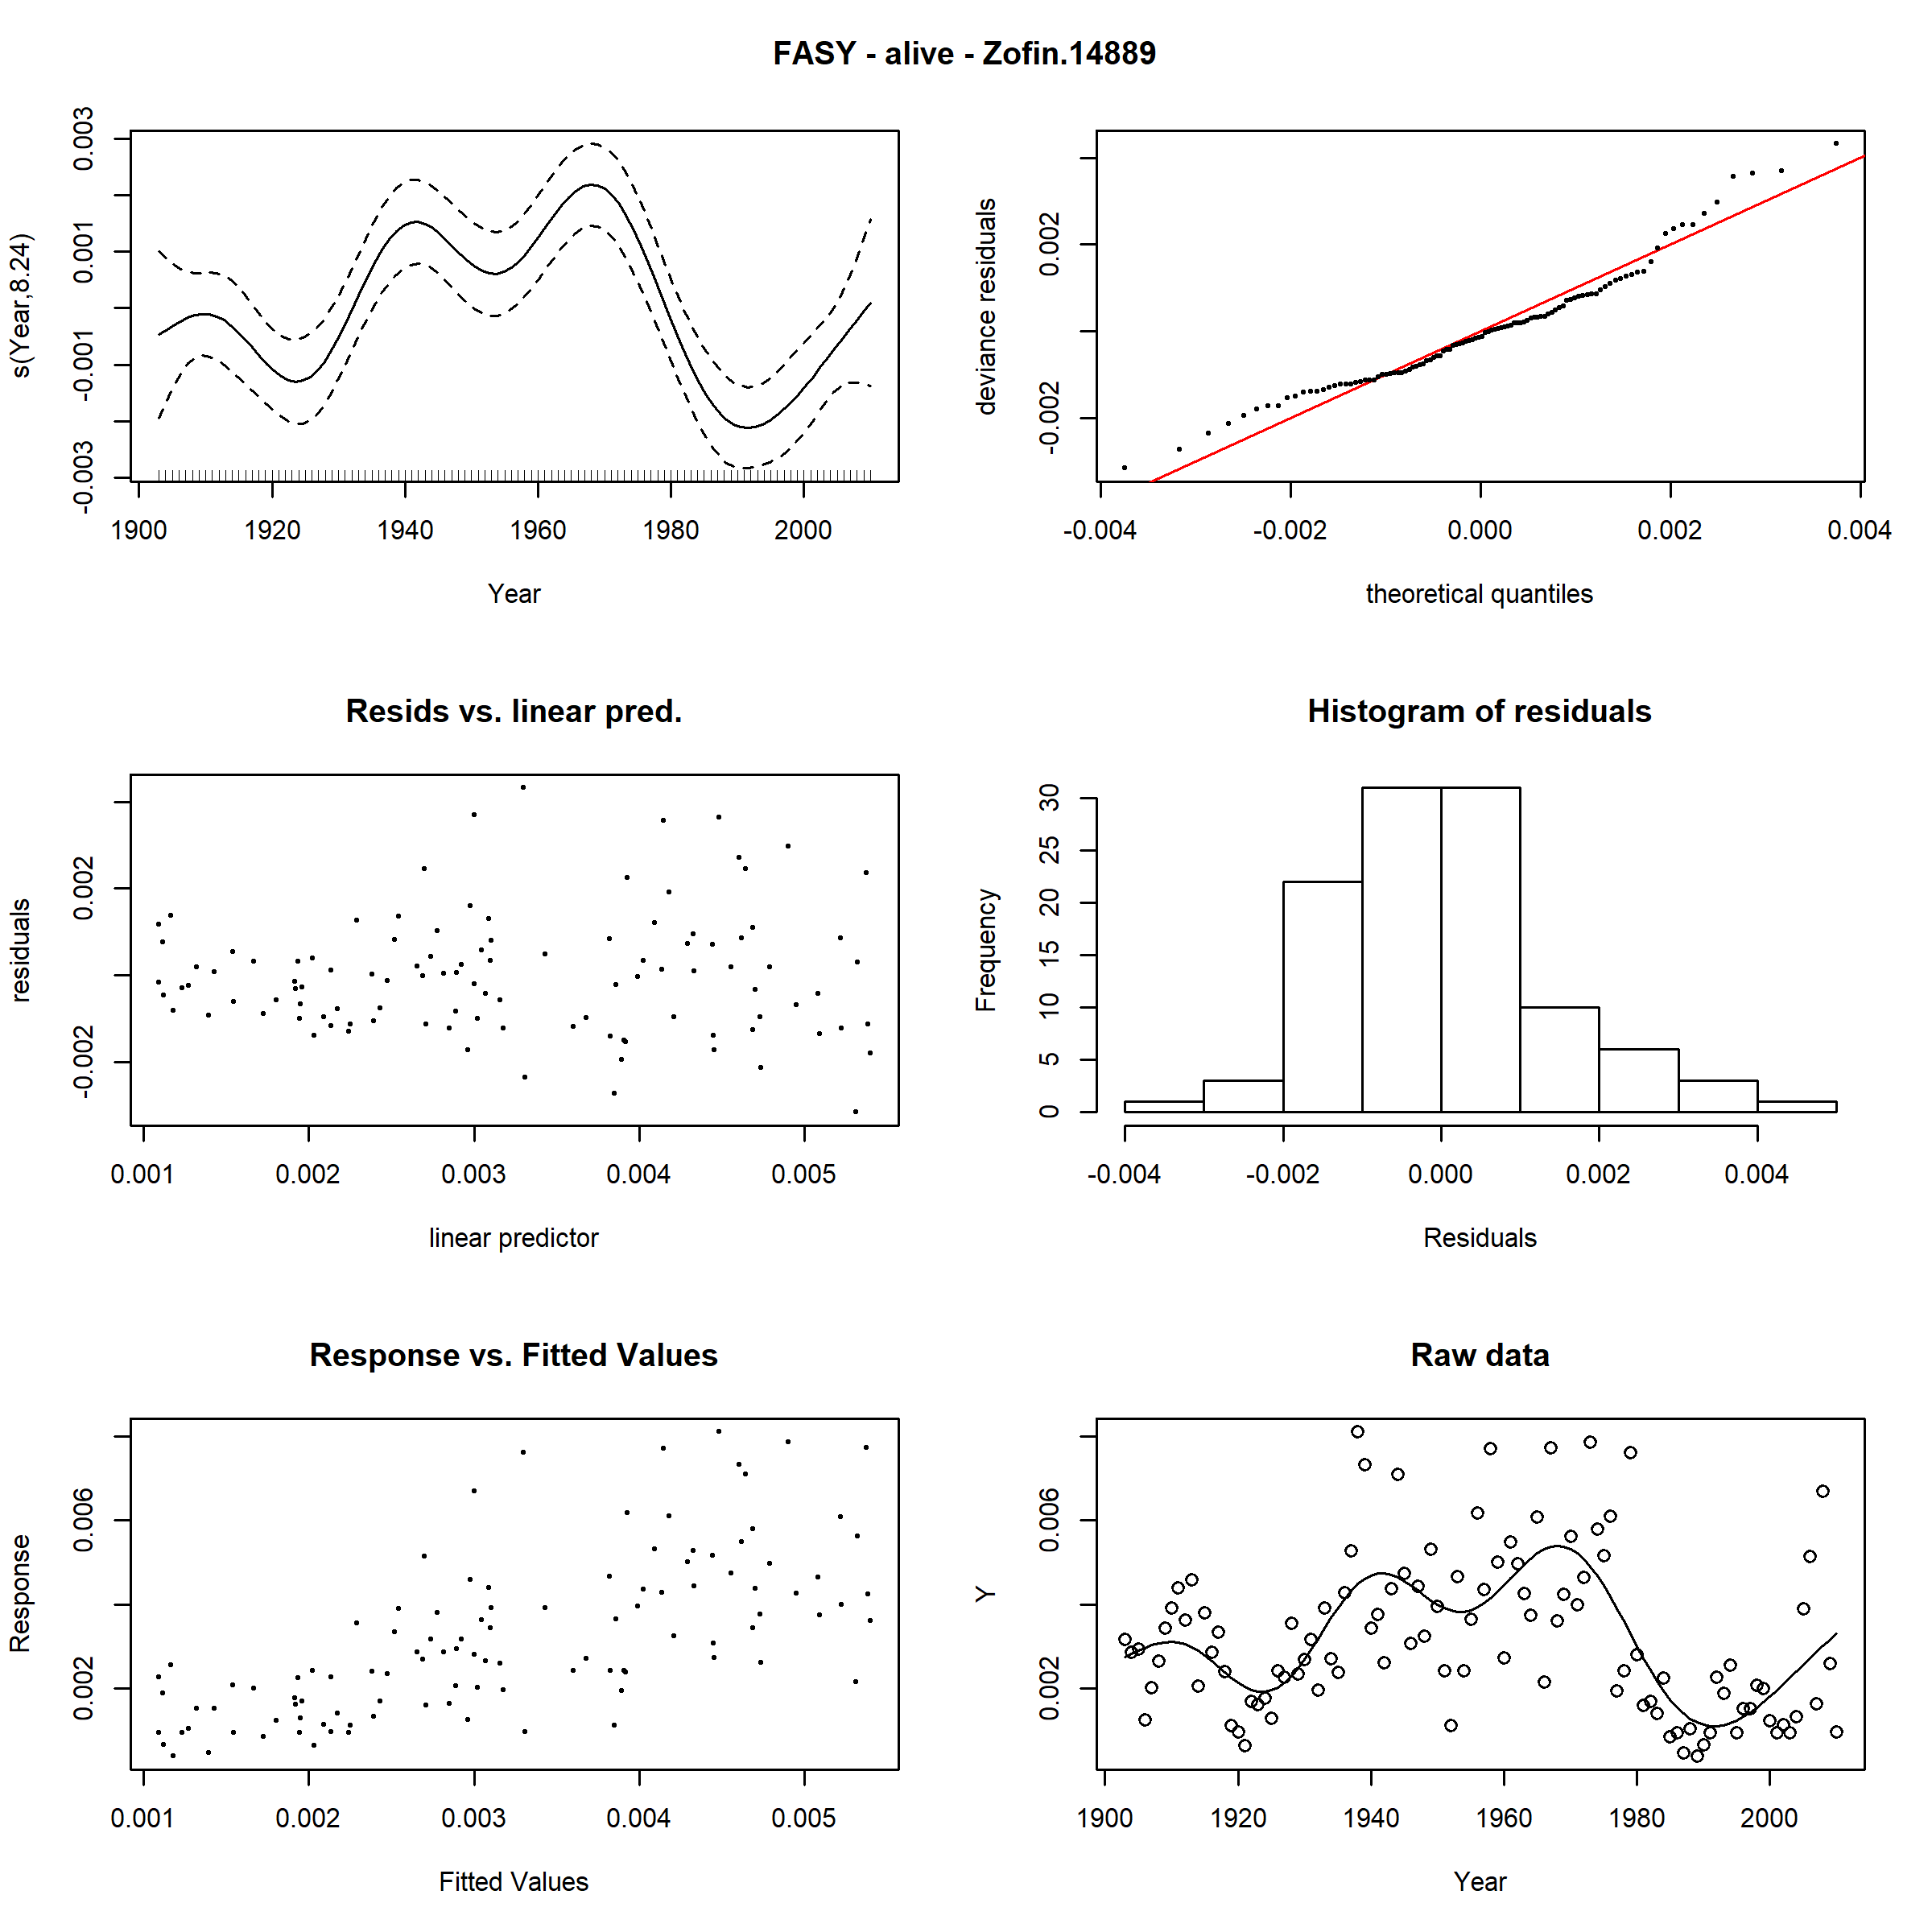 FASY - alive - Zofin.14889
s(Year,8.24)
-0.003 -0.001 0.001 0.003
1900 1920 1940 1960 1980 2000
Year
deviance residuals
-0.002 0.002
-0.004 -0.002 0.000 0.002 0.004
theoretical quantiles
Resids vs. linear pred.
residuals
-0.002 0.002
0.001 0.002 0.003 0.004 0.005
linear predictor
Histogram of residuals
Frequency
0 5 10 15 20 25 30
-0.004 -0.002 0.000 0.002 0.004
Residuals
Response vs. Fitted Values
Response
0.002 0.006
0.001 0.002 0.003 0.004 0.005
Fitted Values
Raw data
Y
0.002 0.006
1900 1920 1940 1960 1980 2000
Year